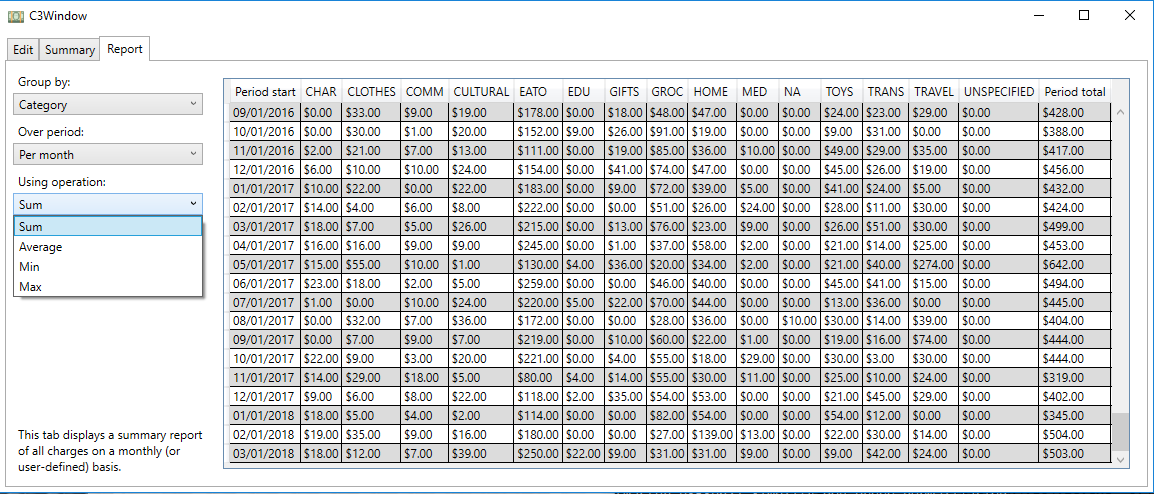 C3Window
Edit Summary Report
Group by:
Category
Over period:
Per month
Using operation:
Sum
Sum
Average
Min
Max
This tab displays a summary report
of all charges on a monthly (or
user-defined) basis.
Period start CHAR CLOTHES COMM CULTURAL EATO EDU GIFTS GROC HOME MED NA TOYS TRANS TRAVEL UNSPECIFIED Period total
09/01/2016 $0.00 $33.00 $9.00 $19.00 $178.00 $0.00 $18.00 $48.00 $47.00 $0.00 $0.00 $24.00 $23.00 $29.00 $0.00 $428.00
10/01/2016 $0.00 $30.00 $1.00 $20.00 $152.00 $9.00 $26.00 $91.00 $19.00 $0.00 $0.00 $9.00 $31.00 $0.00 $0.00 $388.00
11/01/2016 $2.00 $21.00 $7.00 $13.00 $111.00 $0.00 $19.00 $85.00 $36.00 $10.00 $0.00 $49.00 $29.00 $35.00 $0.00 $417.00
12/01/2016 $6.00 $10.00 $10.00 $24.00 $154.00 $0.00 $41.00 $74.00 $47.00 $0.00 $0.00 $45.00 $26.00 $19.00 $0.00 $456.00
01/01/2017 $10.00 $22.00 $0.00 $22.00 $183.00 $0.00 $9.00 $72.00 $39.00 $5.00 $0.00 $41.00 $24.00 $5.00 $0.00 $432.00
02/01/2017 $14.00 $4.00 $6.00 $8.00 $222.00 $0.00 $0.00 $51.00 $26.00 $24.00 $0.00 $28.00 $11.00 $30.00 $0.00 $424.00
03/01/2017 $18.00 $7.00 $5.00 $26.00 $215.00 $0.00 $13.00 $76.00 $23.00 $9.00 $0.00 $26.00 $51.00 $30.00 $0.00 $499.00
04/01/2017 $16.00 $16.00 $9.00 $9.00 $245.00 $0.00 $1.00 $37.00 $58.00 $2.00 $0.00 $21.00 $14.00 $25.00 $0.00 $453.00
05/01/2017 $15.00 $55.00 $10.00 $1.00 $130.00 $4.00 $36.00 $20.00 $34.00 $2.00 $0.00 $21.00 $40.00 $274.00 $0.00 $642.00
06/01/2017 $23.00 $18.00 $2.00 $5.00 $259.00 $0.00 $0.00 $46.00 $40.00 $0.00 $0.00 $45.00 $41.00 $15.00 $0.00 $494.00
07/01/2017 $1.00 $0.00 $10.00 $24.00 $220.00 $5.00 $22.00 $70.00 $44.00 $0.00 $0.00 $13.00 $36.00 $0.00 $0.00 $445.00
08/01/2017 $0.00 $32.00 $7.00 $36.00 $172.00 $0.00 $0.00 $28.00 $36.00 $0.00 $10.00 $30.00 $14.00 $39.00 $0.00 $404.00
09/01/2017 $0.00 $7.00 $9.00 $7.00 $219.00 $0.00 $10.00 $60.00 $22.00 $1.00 $0.00 $19.00 $16.00 $74.00 $0.00 $444.00
10/01/2017 $22.00 $9.00 $3.00 $20.00 $221.00 $0.00 $4.00 $55.00 $18.00 $29.00 $0.00 $30.00 $3.00 $30.00 $0.00 $444.00
11/01/2017 $14.00 $29.00 $18.00 $5.00 $80.00 $4.00 $14.00 $55.00 $30.00 $11.00 $0.00 $25.00 $10.00 $24.00 $0.00 $319.00
12/01/2017 $9.00 $6.00 $8.00 $22.00 $118.00 $2.00 $35.00 $54.00 $53.00 $0.00 $0.00 $21.00 $45.00 $29.00 $0.00 $402.00
01/01/2018 $18.00 $5.00 $4.00 $2.00 $114.00 $0.00 $0.00 $82.00 $54.00 $0.00 $0.00 $54.00 $12.00 $0.00 $0.00 $345.00
02/01/2018 $19.00 $35.00 $9.00 $16.00 $180.00 $0.00 $0.00 $27.00 $139.00 $13.00 $0.00 $22.00 $30.00 $14.00 $0.00 $504.00
03/01/2018 $18.00 $12.00 $7.00 $39.00 $250.00 $22.00 $9.00 $31.00 $31.00 $9.00 $0.00 $9.00 $42.00 $24.00 $0.00 $503.00